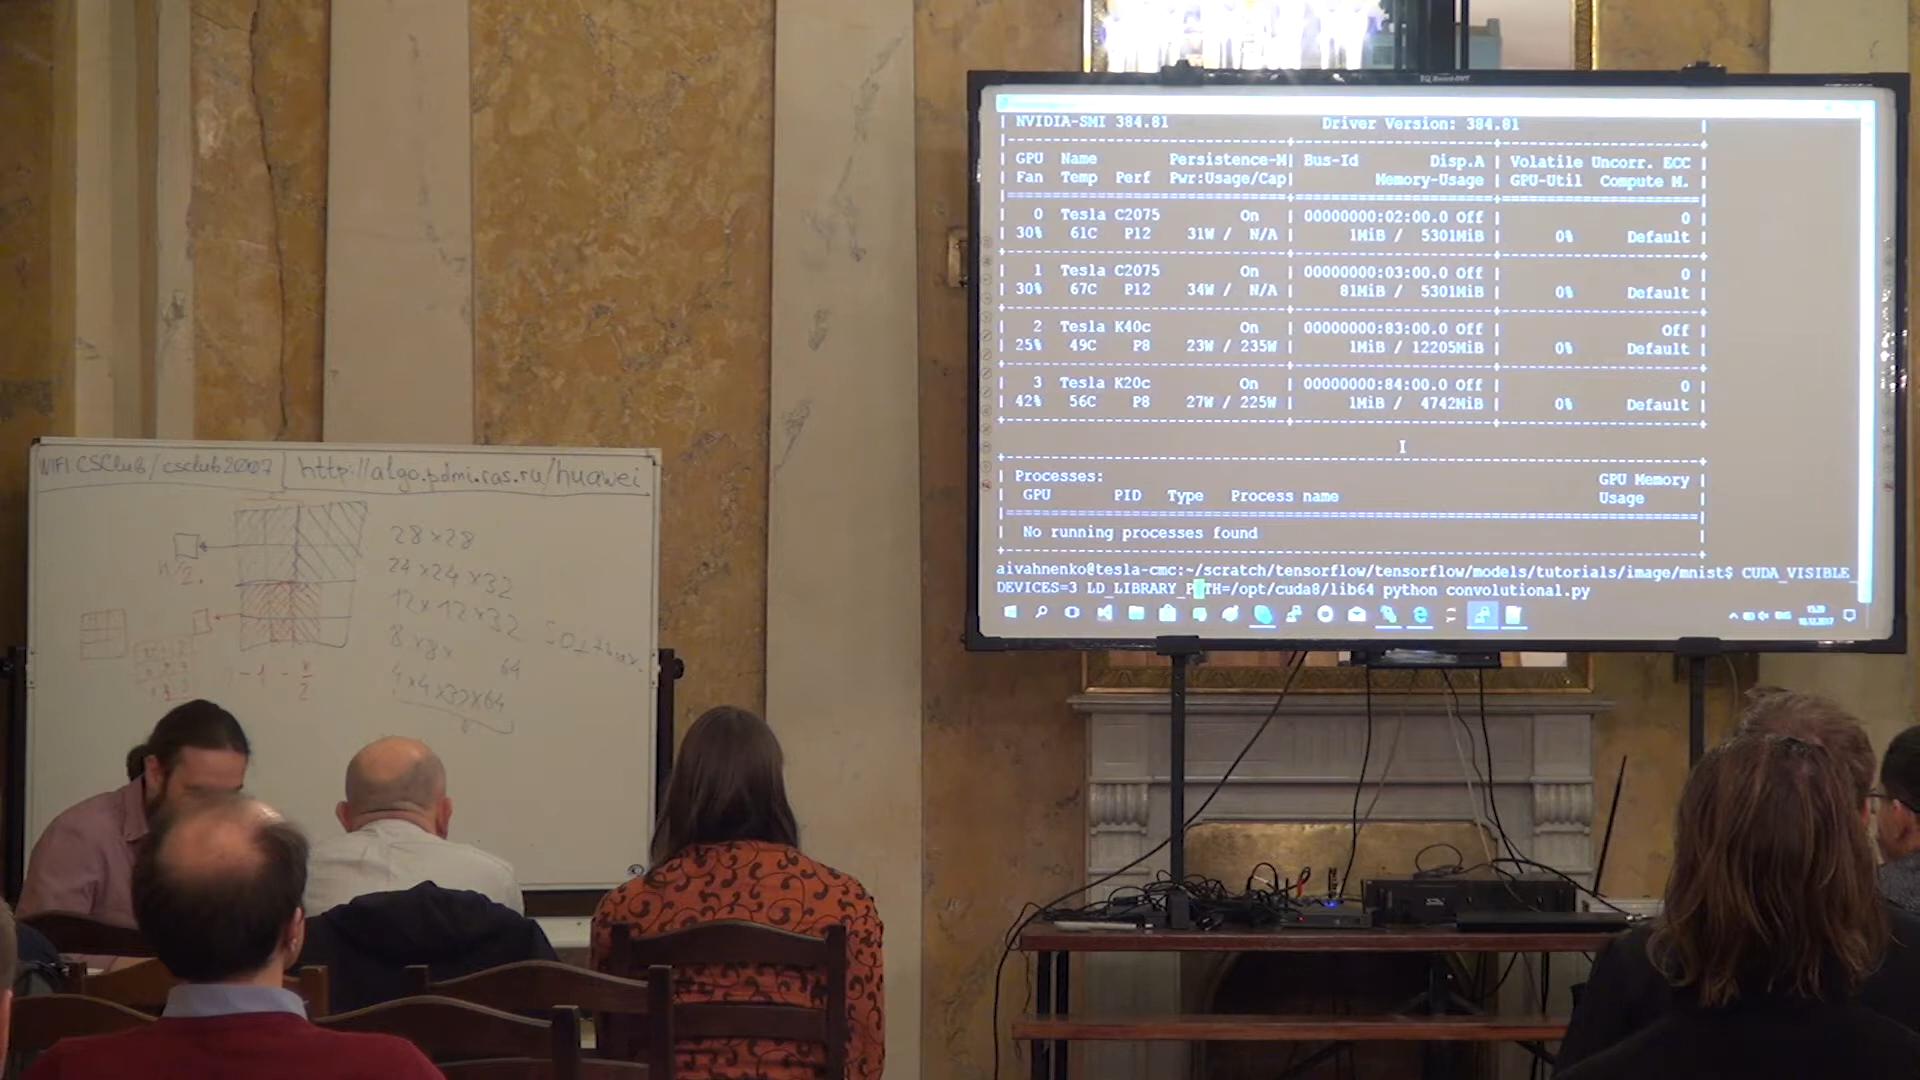 WIFI CSClub/csclub2007
http://algo.pdmi.ras.ru/huawei
28×28
24×24×32
12×12×32
8×8×
64
4×4×32×64
softmax
NVIDIA-SMI 384.81 Driver Version: 384.81
GPU Name Persistence-M| Bus-Id Disp.A | Volatile Uncorr. ECC |
Fan Temp Perf Pwr:Usage/Cap| Memory-Usage | GPU-Util Compute M. |
0 Tesla C2075 On | 00000000:02:00.0 Off | 0 |
30% 61C P12 31W / N/A | 1MiB / 5301MiB | 0% Default |
1 Tesla C2075 On | 00000000:03:00.0 Off | 0 |
30% 67C P12 34W / N/A | 81MiB / 5301MiB | 0% Default |
2 Tesla K40c On | 00000000:83:00.0 Off | Off |
25% 49C P8 23W / 235W | 1MiB / 12205MiB | 0% Default |
3 Tesla K20c On | 00000000:84:00.0 Off | 0 |
42% 56C P8 27W / 225W | 1MiB / 4742MiB | 0% Default |
Processes: GPU Memory |
GPU PID Type Process name Usage |
No running processes found
aivahnenko@tesla-cmc:~/scratch/tensorflow/tensorflow/models/tutorials/image/mnist$ CUDA_VISIBLE_
DEVICES=3 LD_LIBRARY_PATH=/opt/cuda8/lib64 python convolutional.py